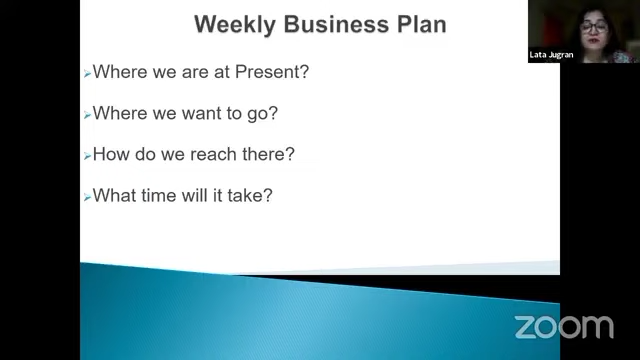 Weekly Business Plan
Lata Jugran
Where we are at Present?
Where we want to go?
How do we reach there?
What time will it take?
zoom